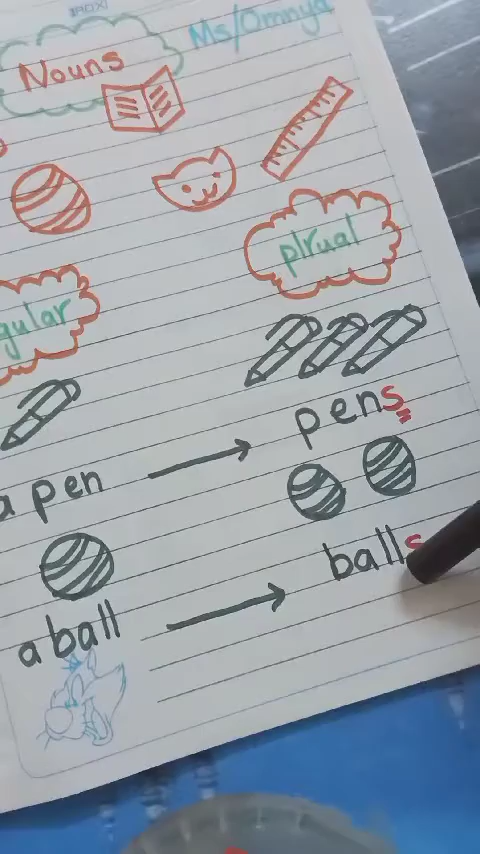 Ms/Omnya
Nouns
plrual
gular
pens
a pen
balls
a ball